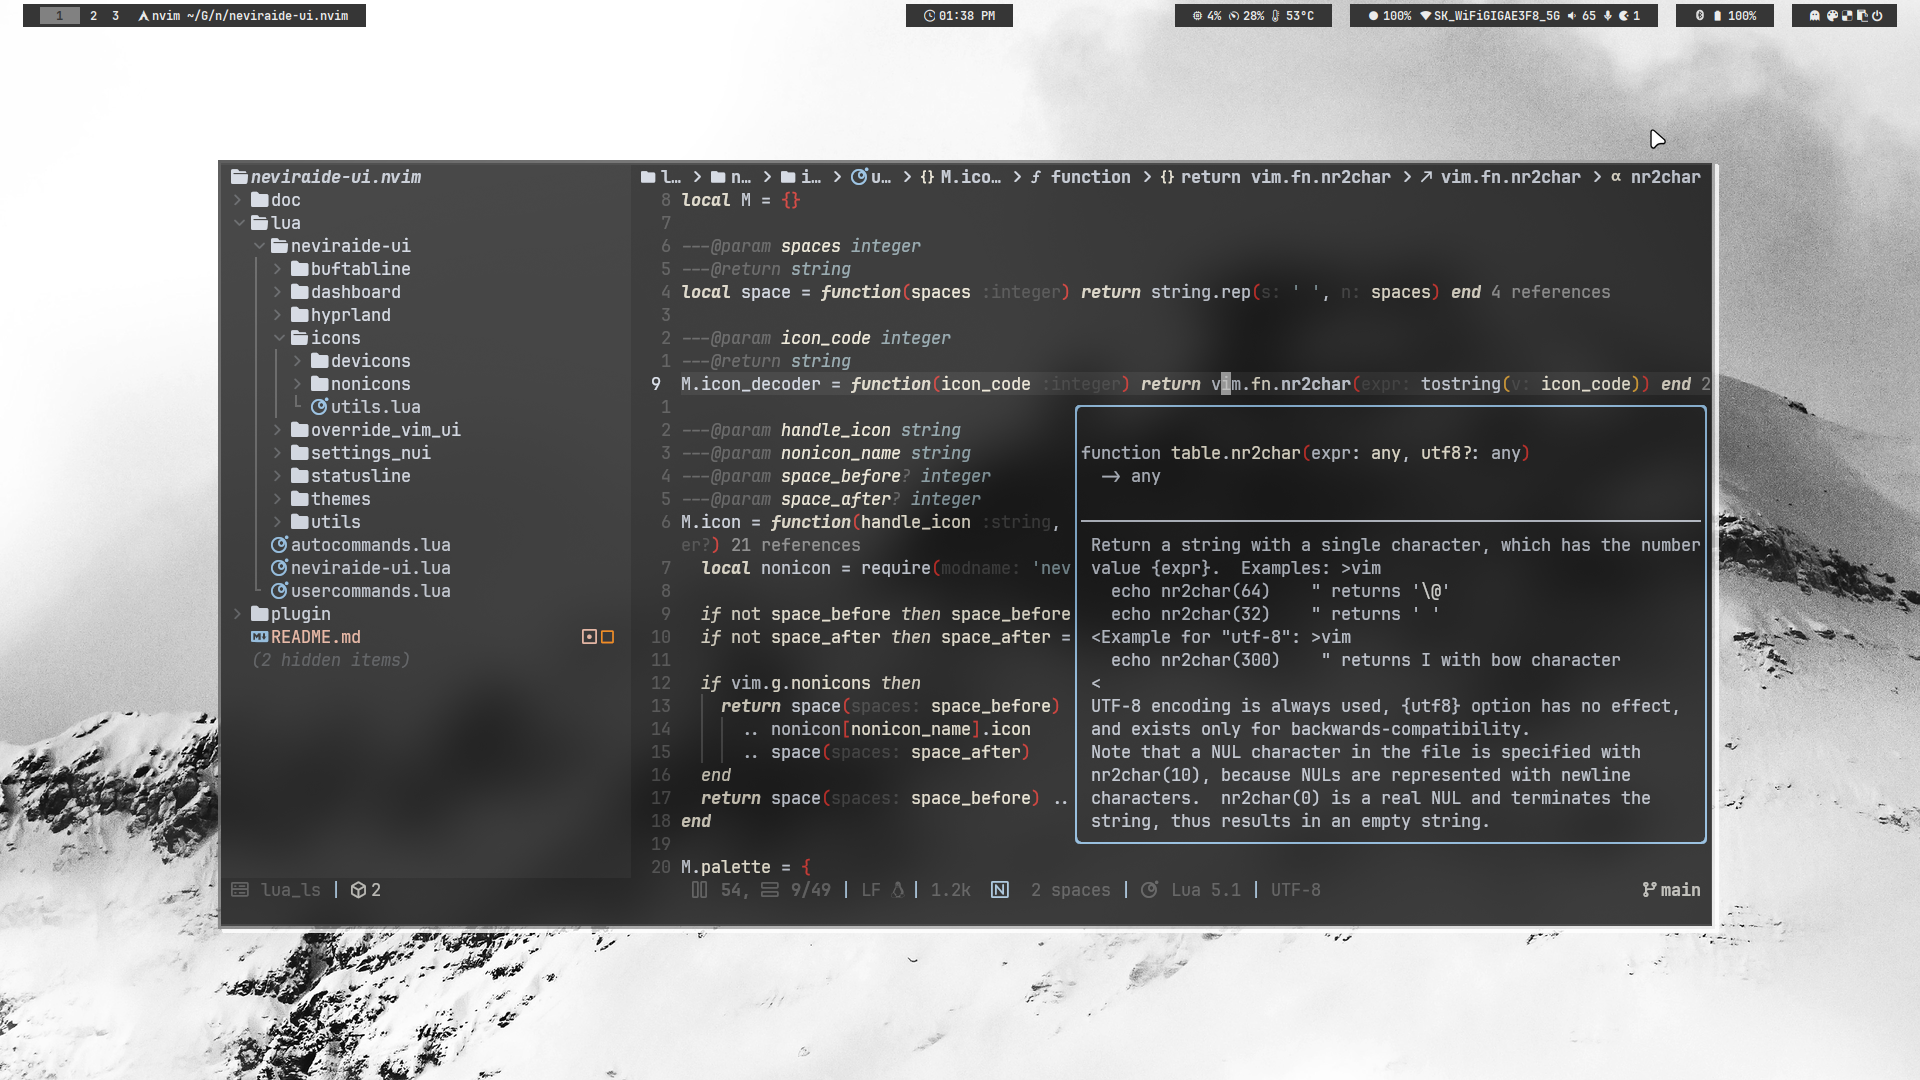 1 2 3 nvim ~/G/n/neviraide-ui.nvim
01:38 PM
4% 28% 53°C
100% SK_WiFiGIGAE3F8_5G 65 1
100%
neviraide-ui.nvim
doc
lua
neviraide-ui
buftabline
dashboard
hyprland
icons
devicons
nonicons
utils.lua
override_vim_ui
settings_nui
statusline
themes
utils
autocommands.lua
neviraide-ui.lua
usercommands.lua
plugin
README.md
(2 hidden items)
l… > n… > i… > u… > {} M.ico… > ƒ function > {} return vim.fn.nr2char > ↗ vim.fn.nr2char > α nr2char
8 local M = {}
7
6 ---@param spaces integer
5 ---@return string
4 local space = function(spaces :integer) return string.rep(s: ' ', n: spaces) end 4 references
3
2 ---@param icon_code integer
1 ---@return string
9 M.icon_decoder = function(icon_code :integer) return vim.fn.nr2char(expr: tostring(v: icon_code)) end 2
1
2 ---@param handle_icon string
3 ---@param nonicon_name string
4 ---@param space_before? integer
5 ---@param space_after? integer
6 M.icon = function(handle_icon :string,
er?) 21 references
7 local nonicon = require(modname: 'nev
8
9 if not space_before then space_before
10 if not space_after then space_after =
11
12 if vim.g.nonicons then
13 return space(spaces: space_before)
14 .. nonicon[nonicon_name].icon
15 .. space(spaces: space_after)
16 end
17 return space(spaces: space_before) ..
18 end
19
20 M.palette = {
function table.nr2char(expr: any, utf8?: any)
→ any
Return a string with a single character, which has the number
value {expr}.  Examples: >vim
echo nr2char(64) " returns '\@'
echo nr2char(32) " returns ' '
<Example for "utf-8": >vim
echo nr2char(300) " returns I with bow character
<
UTF-8 encoding is always used, {utf8} option has no effect,
and exists only for backwards-compatibility.
Note that a NUL character in the file is specified with
nr2char(10), because NULs are represented with newline
characters.  nr2char(0) is a real NUL and terminates the
string, thus results in an empty string.
lua_ls | 2
54, 9/49 | LF | 1.2k N 2 spaces | Lua 5.1 | UTF-8
main